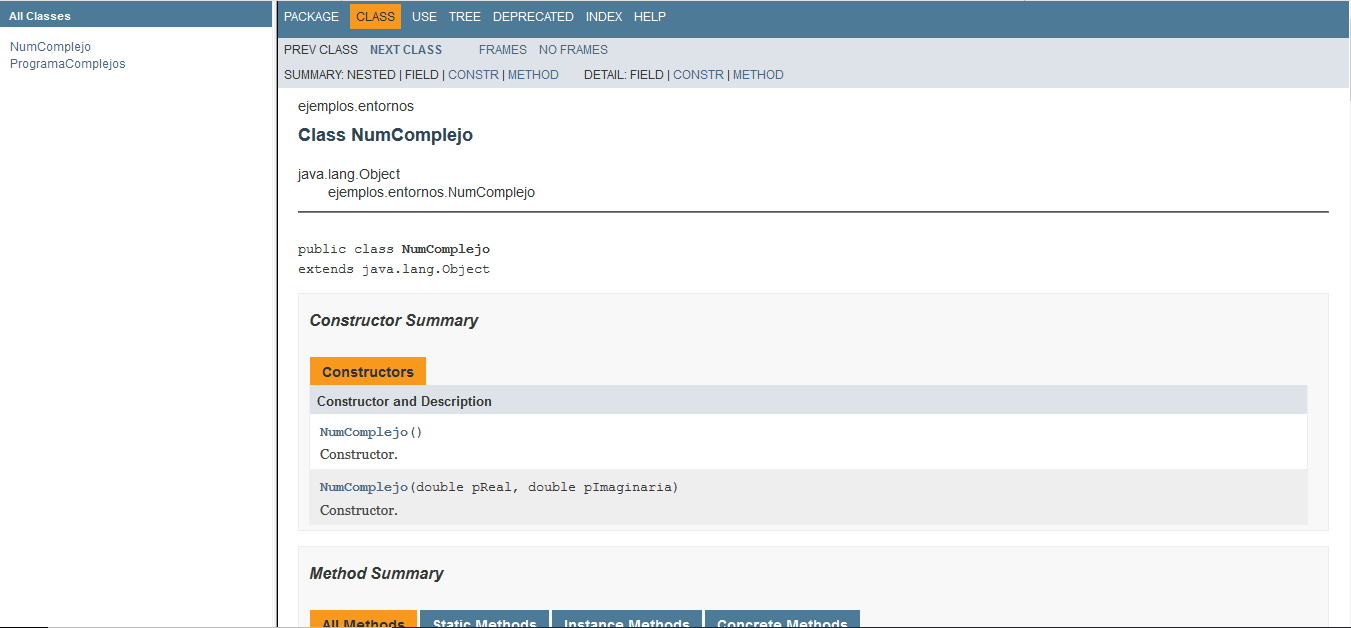 All Classes
NumComplejo
ProgramaComplejos
PACKAGE CLASS USE TREE DEPRECATED INDEX HELP
PREV CLASS NEXT CLASS FRAMES NO FRAMES
SUMMARY: NESTED | FIELD | CONSTR | METHOD DETAIL: FIELD | CONSTR | METHOD
ejemplos.entornos
Class NumComplejo
java.lang.Object
ejemplos.entornos.NumComplejo
public class NumComplejo
extends java.lang.Object
Constructor Summary
Constructors
Constructor and Description
NumComplejo()
Constructor.
NumComplejo(double pReal, double pImaginaria)
Constructor.
Method Summary
All Methods Static Methods Instance Methods Concrete Methods